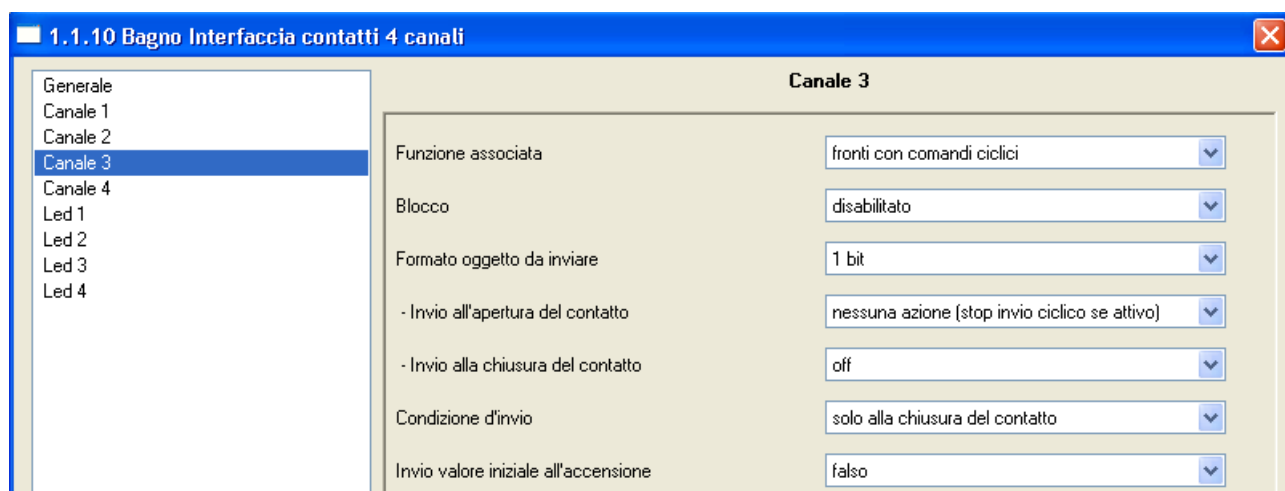 1.1.10 Bagno Interfaccia contatti 4 canali
Generale
Canale 1
Canale 2
Canale 3
Canale 4
Led 1
Led 2
Led 3
Led 4
Canale 3
Funzione associata fronti con comandi ciclici
Blocco disabilitato
Formato oggetto da inviare 1 bit
- Invio all'apertura del contatto nessuna azione (stop invio ciclico se attivo)
- Invio alla chiusura del contatto off
Condizione d'invio solo alla chiusura del contatto
Invio valore iniziale all'accensione falso